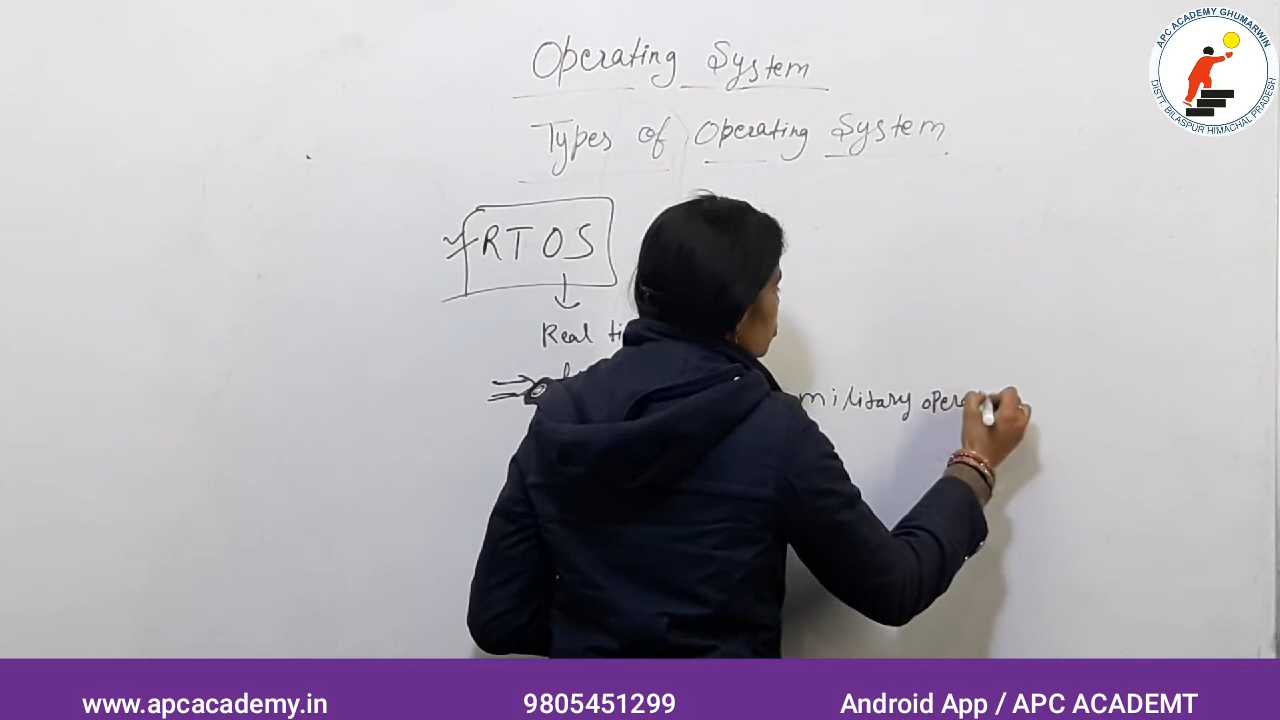 Operating System
Types of Operating System
RTOS
Real
military oper
APC ACADEMY GHUMARWIN
DISTT. BILASPUR HIMACHAL PRADESH
www.apcacademy.in
9805451299
Android App / APC ACADEMT